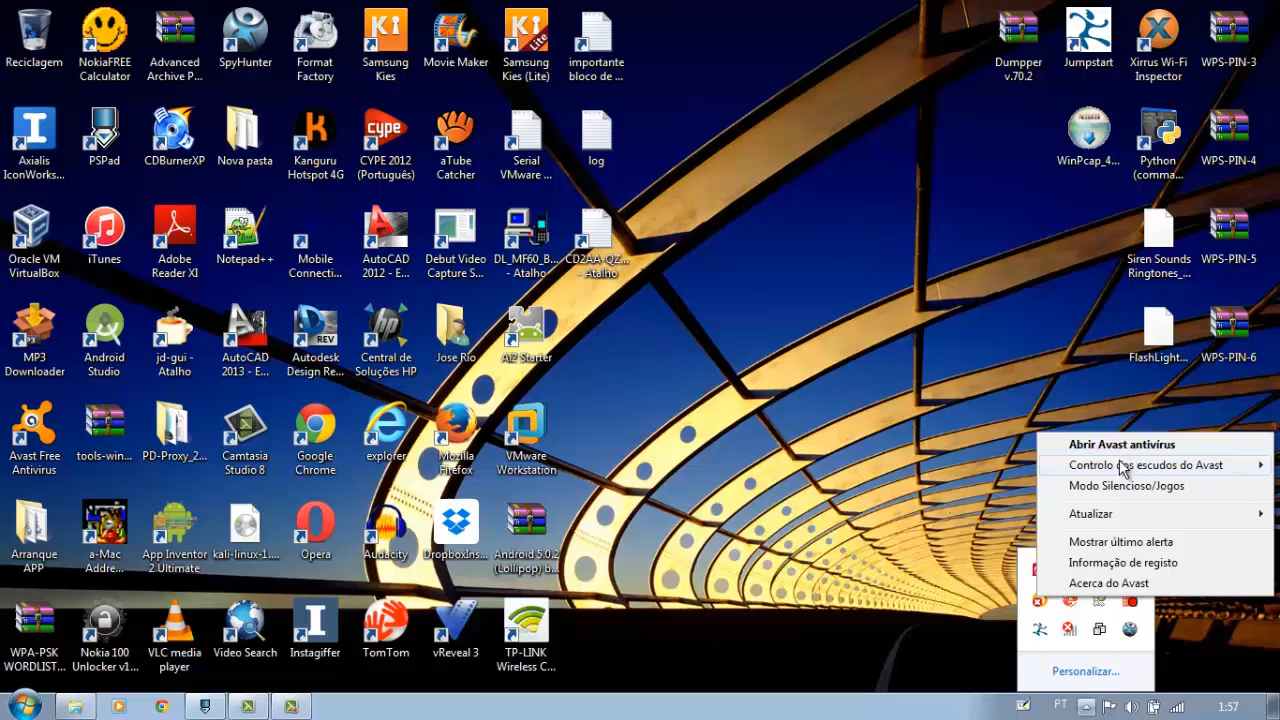 Reciclagem
NokiaFREE
Calculator
Advanced
Archive P...
SpyHunter
Format
Factory
Samsung
Kies
Movie Maker
Samsung
Kies (Lite)
importante
bloco de ...
Dumpper
v.70.2
Jumpstart
Xirrus Wi-Fi
Inspector
WPS-PIN-3
Axialis
IconWorks...
PSPad
CDBurnerXP
Nova pasta
Kanguru
Hotspot 4G
CYPE 2012
(Português)
aTube
Catcher
Serial
VMware ...
log
WinPcap_4...
Python
(comma...
WPS-PIN-4
Oracle VM
VirtualBox
iTunes
Adobe
Reader XI
Notepad++
Mobile
Connecti...
AutoCAD
2012 - E...
Debut Video
Capture S...
DL_MF60_B...
- Atalho
CD2AA-QZ...
- Atalho
Siren Sounds
Ringtones_...
WPS-PIN-5
MP3
Downloader
Android
Studio
jd-gui -
Atalho
AutoCAD
2013 - E...
Autodesk
Design Re...
Central de
Soluções HP
Jose Rio
Ai2 Starter
FlashLight...
WPS-PIN-6
Avast Free
Antivirus
tools-win...
PD-Proxy_2...
Camtasia
Studio 8
Google
Chrome
explorer
Mozilla
Firefox
VMware
Workstation
Abrir Avast antivírus
Controlo dos escudos do Avast
Modo Silencioso/Jogos
Atualizar
Mostrar último alerta
Informação de registo
Acerca do Avast
Arranque
APP
a-Mac
Addre...
App Inventor
2 Ultimate
kali-linux-1....
Opera
Audacity
DropboxIns...
Android 5.0.2
(Lollipop) b...
WPA-PSK
WORDLIST...
Nokia 100
Unlocker v1...
VLC media
player
Video Search
Instagiffer
TomTom
vReveal 3
TP-LINK
Wireless C...
Personalizar...
PT
1:57